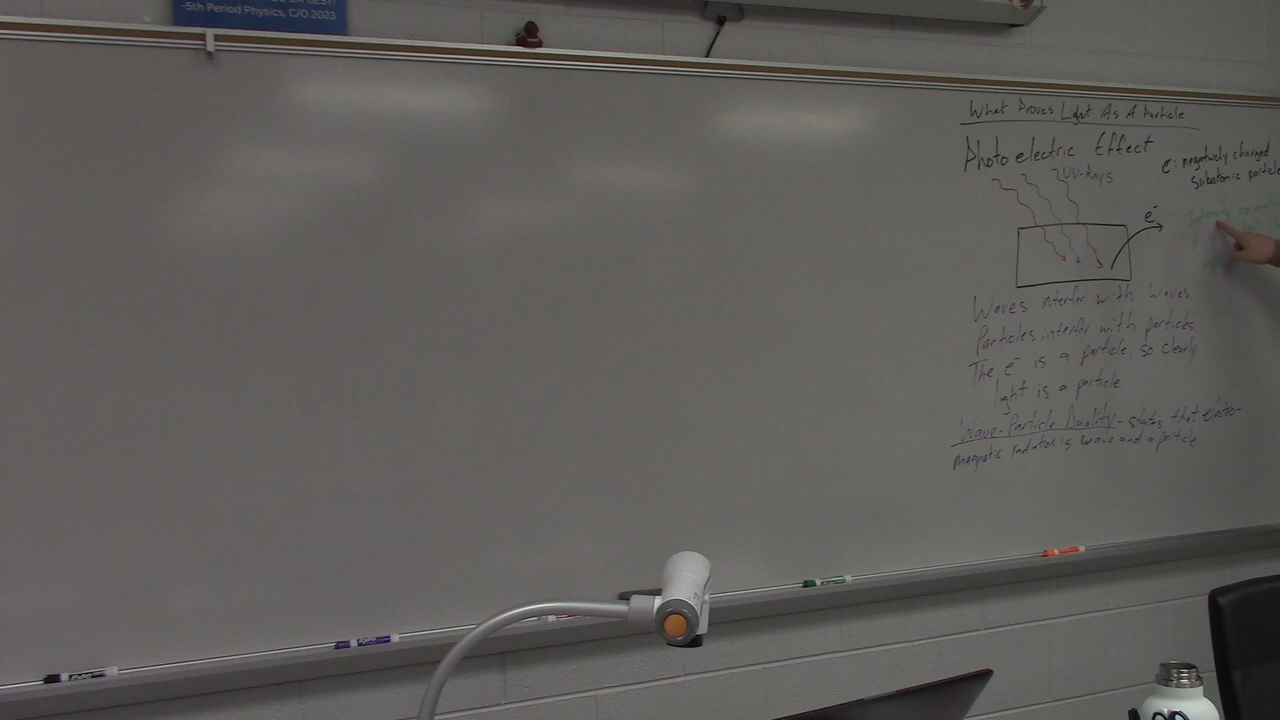 -5th Period Physics, C/O 2023
What Proves Light As A Particle
Photoelectric Effect
UV-Rays
e: negatively charged
subatomic particle
e⁻
Waves interfer with waves
Particles interfer with particles
The e⁻ is a particle, so clearly
light is a particle
Wave-Particle Duality- states that electro-
magnetic radiation is wave and a particle